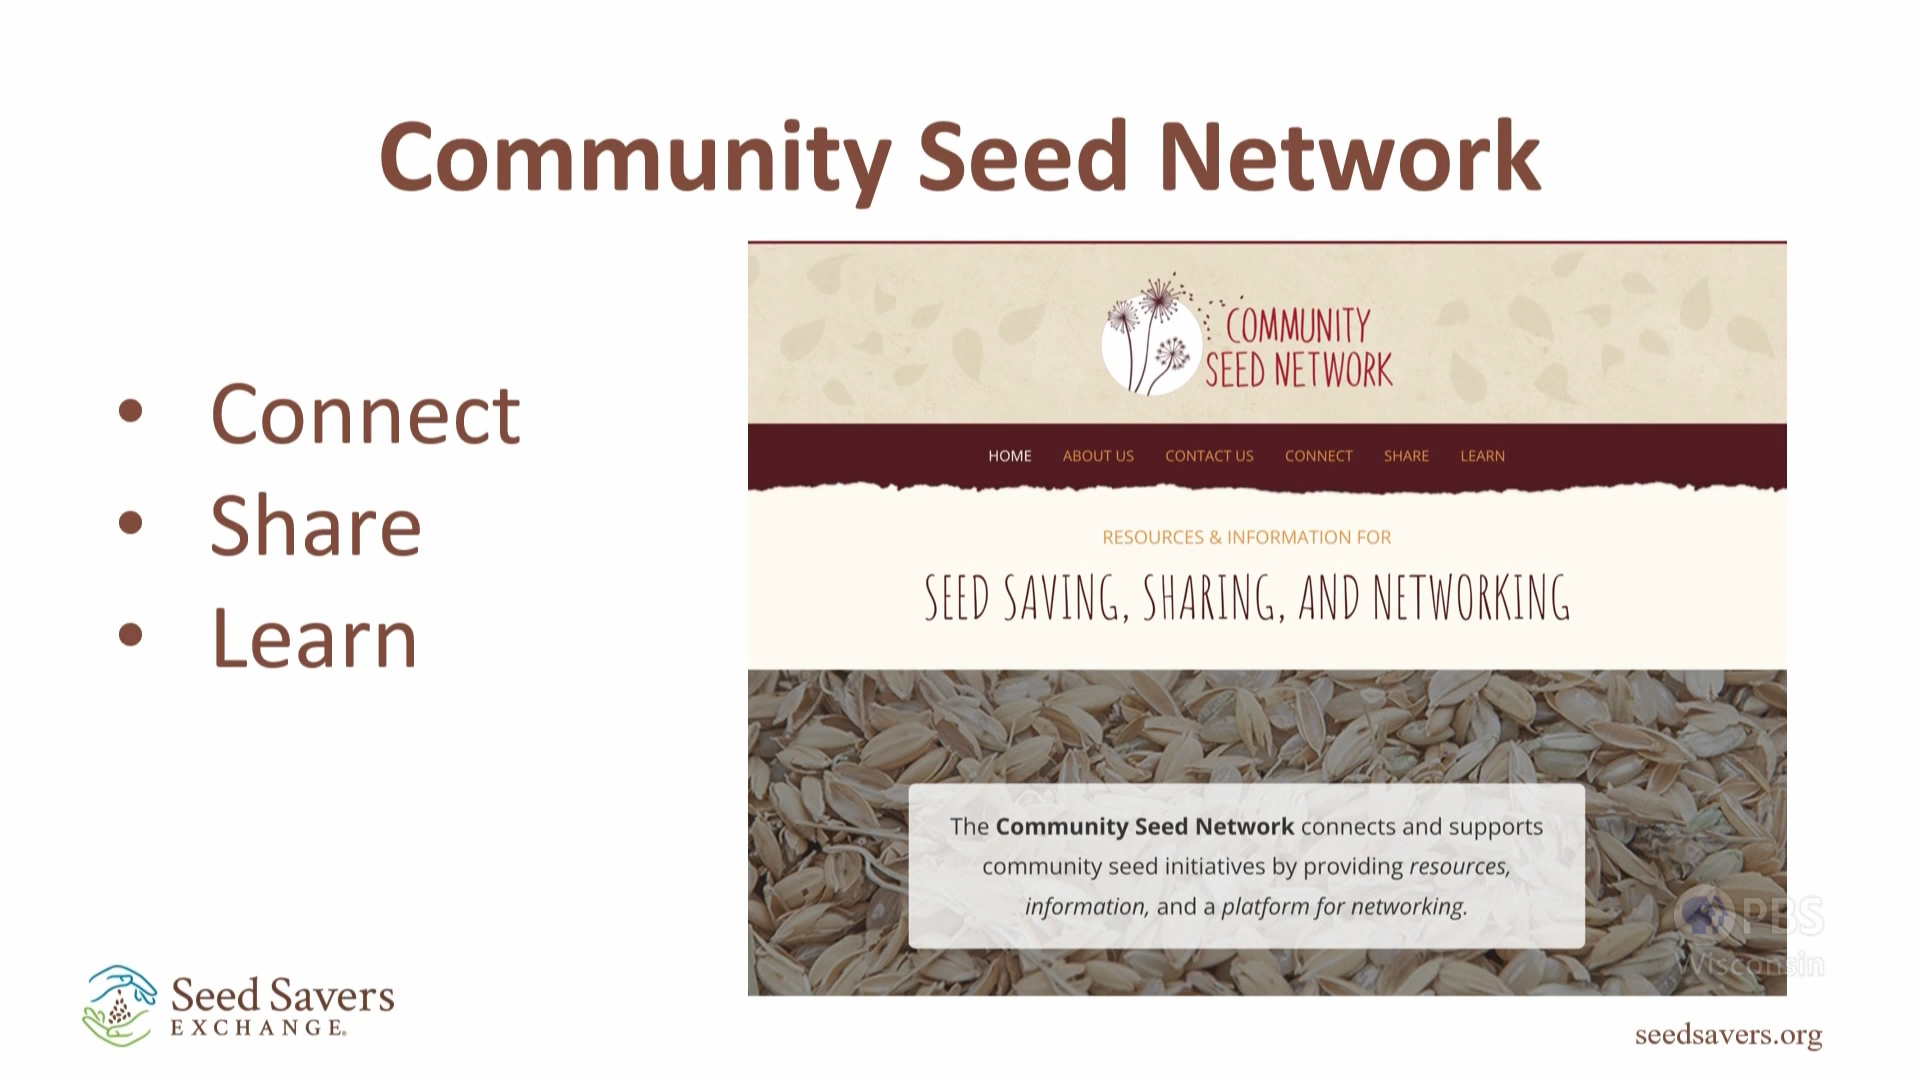 Community Seed Network
• Connect
• Share
• Learn
COMMUNITY
SEED NETWORK
HOME ABOUT US CONTACT US CONNECT SHARE LEARN
RESOURCES & INFORMATION FOR
SEED SAVING, SHARING, AND NETWORKING
The Community Seed Network connects and supports
community seed initiatives by providing resources,
information, and a platform for networking.
PBS
Wisconsin
Seed Savers
EXCHANGE®
seedsavers.org